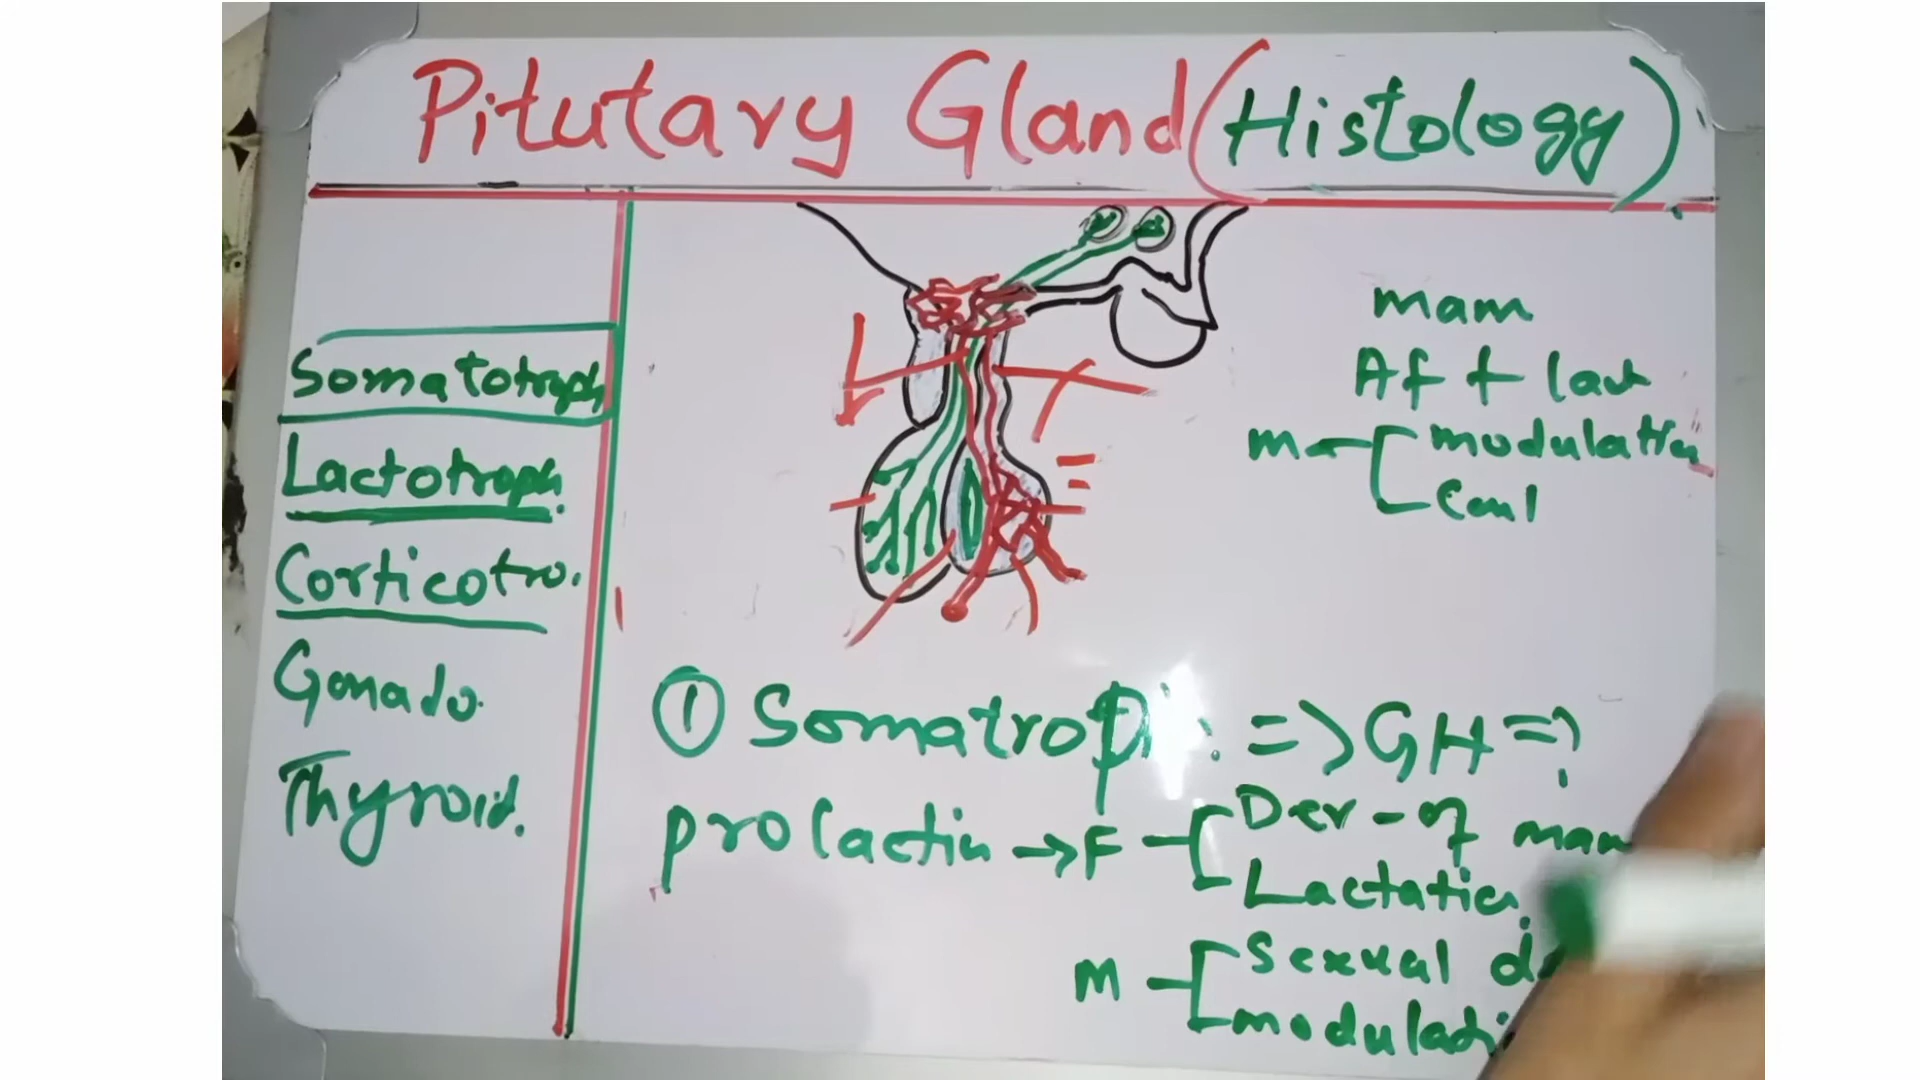 Pitutary Gland (Histology)
Somatotroph
Lactotroph.
Corticotro.
Gonado.
Thyroid.
mam
Af + lact
m
modulation
① Somatrop : => GH =>
prolactin → F
Dev - of mam
Lactation
M
Sexual d
modulati